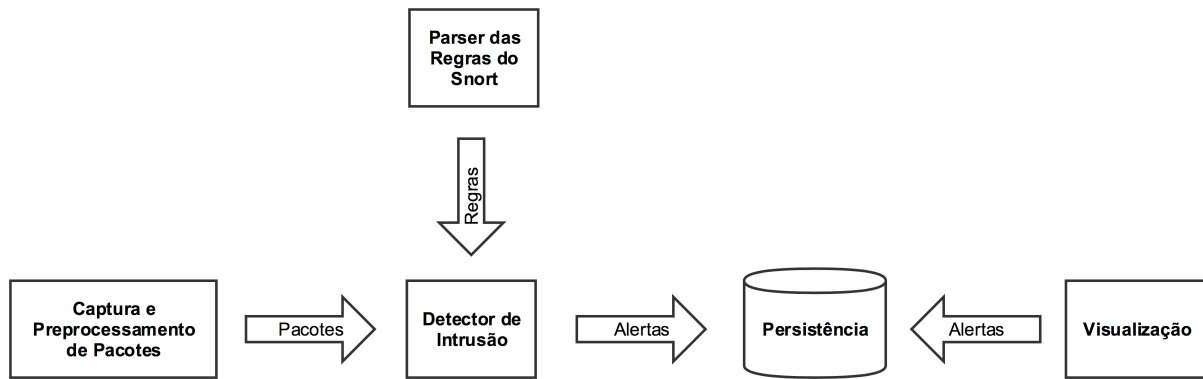 Parser das
Regras do
Snort
Regras
Captura e
Preprocessamento
de Pacotes
Pacotes
Detector de
Intrusão
Alertas
Persistência
Alertas
Visualização